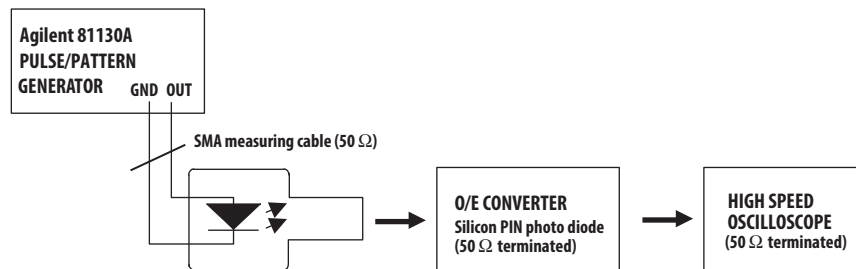 Agilent 81130A
PULSE/PATTERN
GENERATOR
GND OUT
SMA measuring cable (50 Ω)
O/E CONVERTER
Silicon PIN photo diode
(50 Ω terminated)
HIGH SPEED
OSCILLOSCOPE
(50 Ω terminated)